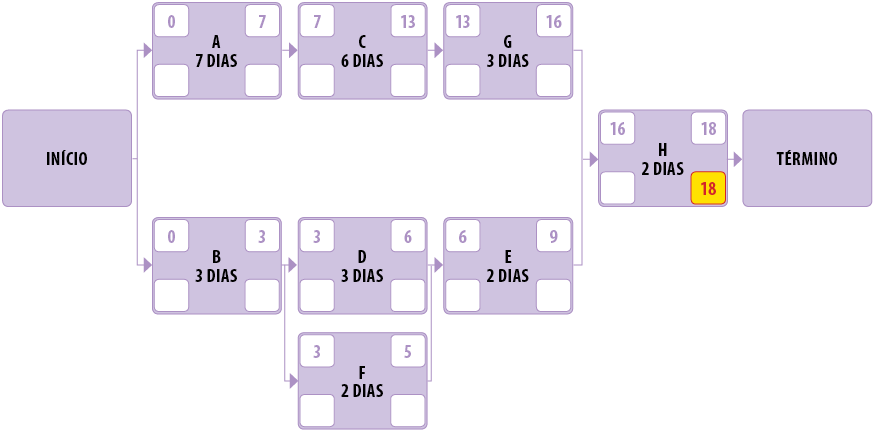 0 7
A
7 DIAS
7 13
C
6 DIAS
13 16
G
3 DIAS
INÍCIO
16 18
H
2 DIAS
18
TÉRMINO
0 3
B
3 DIAS
3 6
D
3 DIAS
6 9
E
2 DIAS
3 5
F
2 DIAS